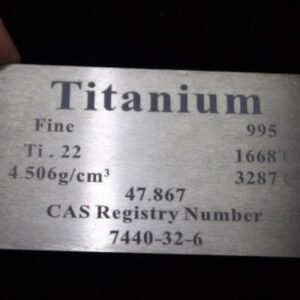 Titanium
Fine 995
Ti . 22 1668 (
4.506g/cm³ 3287 (
47.867
CAS Registry Number
7440-32-6